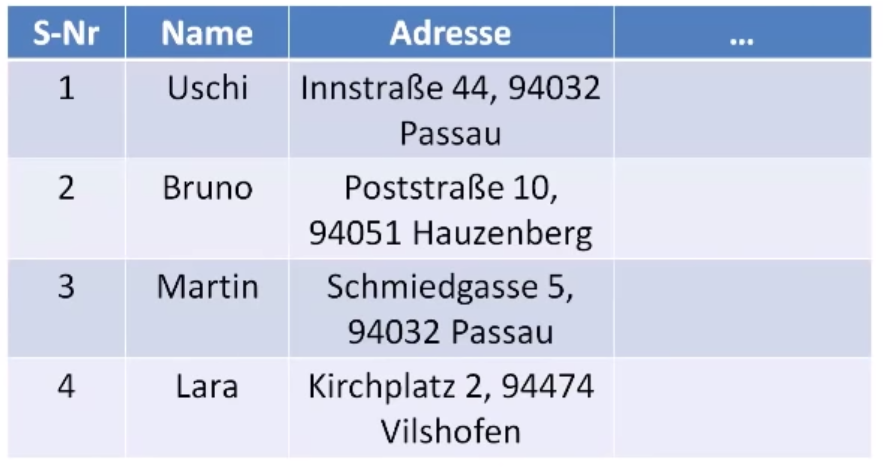 S-Nr Name Adresse ...
1 Uschi Innstraße 44, 94032
Passau
2 Bruno Poststraße 10,
94051 Hauzenberg
3 Martin Schmiedgasse 5,
94032 Passau
4 Lara Kirchplatz 2, 94474
Vilshofen